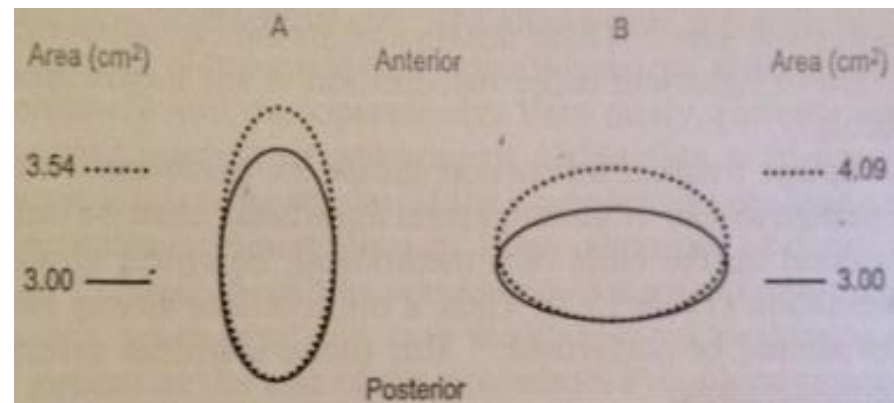 A B
Area (cm²) Anterior Area (cm²)
3.54 4.09
3.00 3.00
Posterior